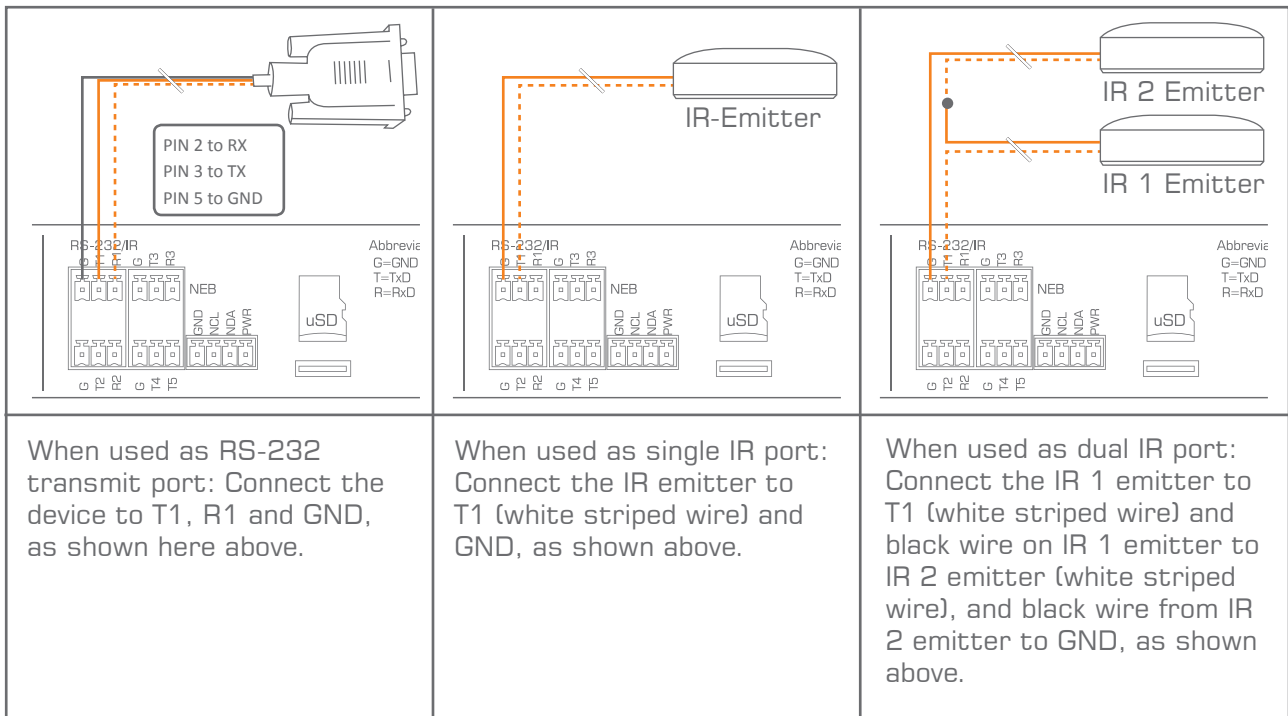 PIN 2 to RX
PIN 3 to TX
PIN 5 to GND
RS-232/IR
G T1 R1 G T3 R3
NEB
GND NCL NDA PWR
uSD
Abbrevia
G=GND
T=TxD
R=RxD
G T2 R2 G T4 T5
When used as RS-232
transmit port: Connect the
device to T1, R1 and GND,
as shown here above.
IR-Emitter
RS-232/IR
G T1 R1 G T3 R3
NEB
GND NCL NDA PWR
uSD
Abbrevia
G=GND
T=TxD
R=RxD
G T2 R2 G T4 T5
When used as single IR port:
Connect the IR emitter to
T1 (white striped wire) and
GND, as shown above.
IR 2 Emitter
IR 1 Emitter
RS-232/IR
G T1 R1 G T3 R3
NEB
GND NCL NDA PWR
uSD
Abbrevia
G=GND
T=TxD
R=RxD
G T2 R2 G T4 T5
When used as dual IR port:
Connect the IR 1 emitter to
T1 (white striped wire) and
black wire on IR 1 emitter to
IR 2 emitter (white striped
wire), and black wire from IR
2 emitter to GND, as shown
above.